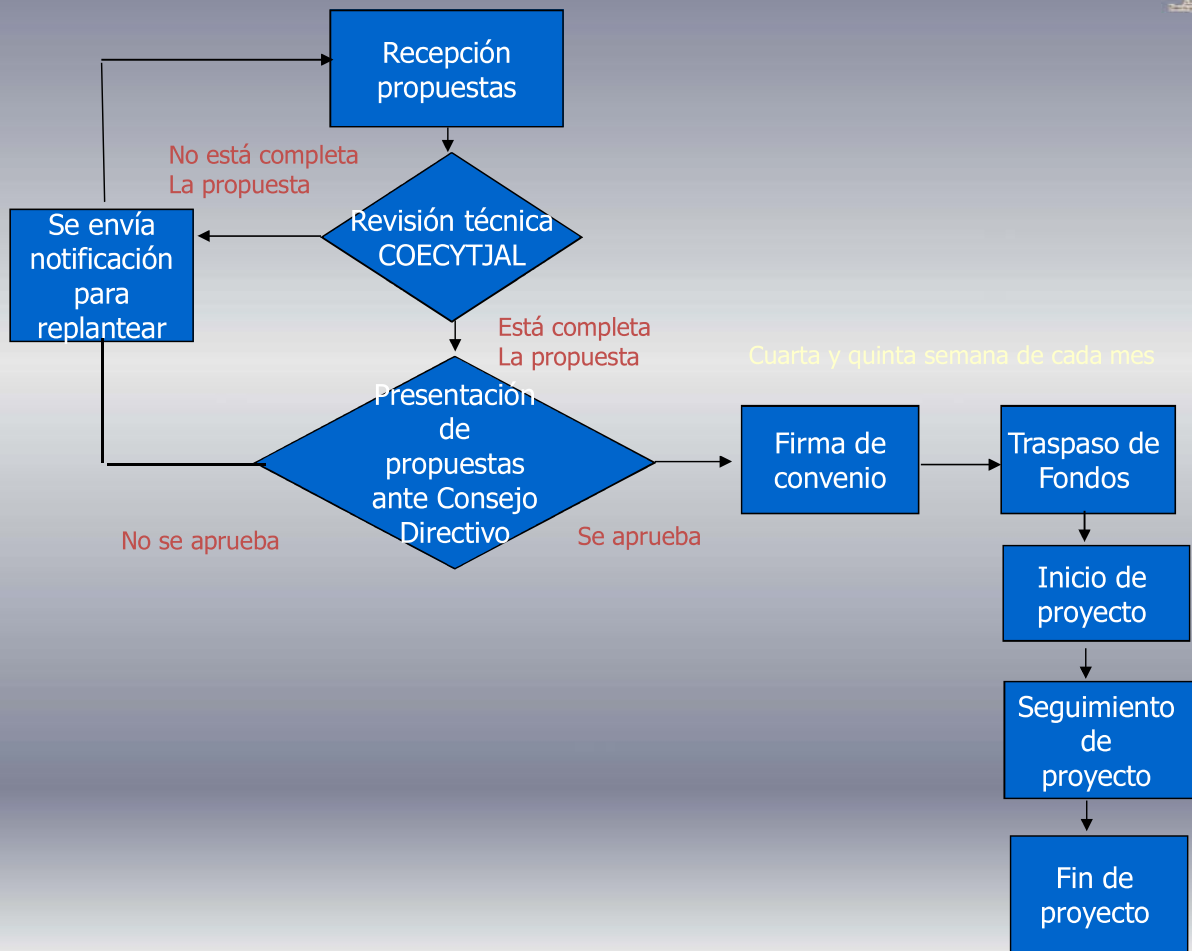 Recepción
propuestas
No está completa
La propuesta
Revisión técnica
COECYTJAL
Se envía
notificación
para
replantear
Está completa
La propuesta
Cuarta y quinta semana de cada mes
Presentación
de
propuestas
ante Consejo
Directivo
Firma de
convenio
Traspaso de
Fondos
No se aprueba
Se aprueba
Inicio de
proyecto
Seguimiento
de
proyecto
Fin de
proyecto